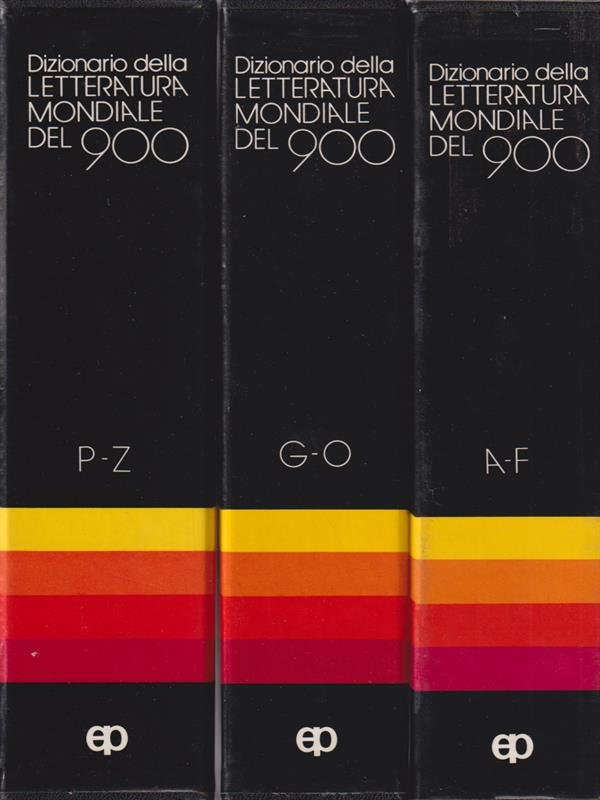 Dizionario della
LETTERATURA
MONDIALE
DEL 900
P-Z
ep
Dizionario della
LETTERATURA
MONDIALE
DEL 900
G-O
ep
Dizionario della
LETTERATURA
MONDIALE
DEL 900
A-F
ep